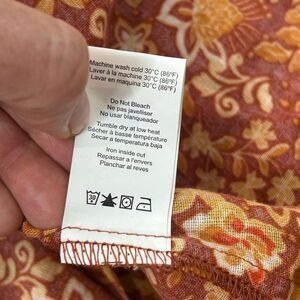 Machine wash cold 30°C (86°F)
Laver à la machine 30°C (86°F)
Lavar en maquina 30°C (86°F)
Do Not Bleach
Ne pas javelliser
No usar blanqueador
Tumble dry at low heat
Sécher à basse température
Secar a temperatura baja
Iron inside out
Repasser a l'envers
Planchar al reves
30